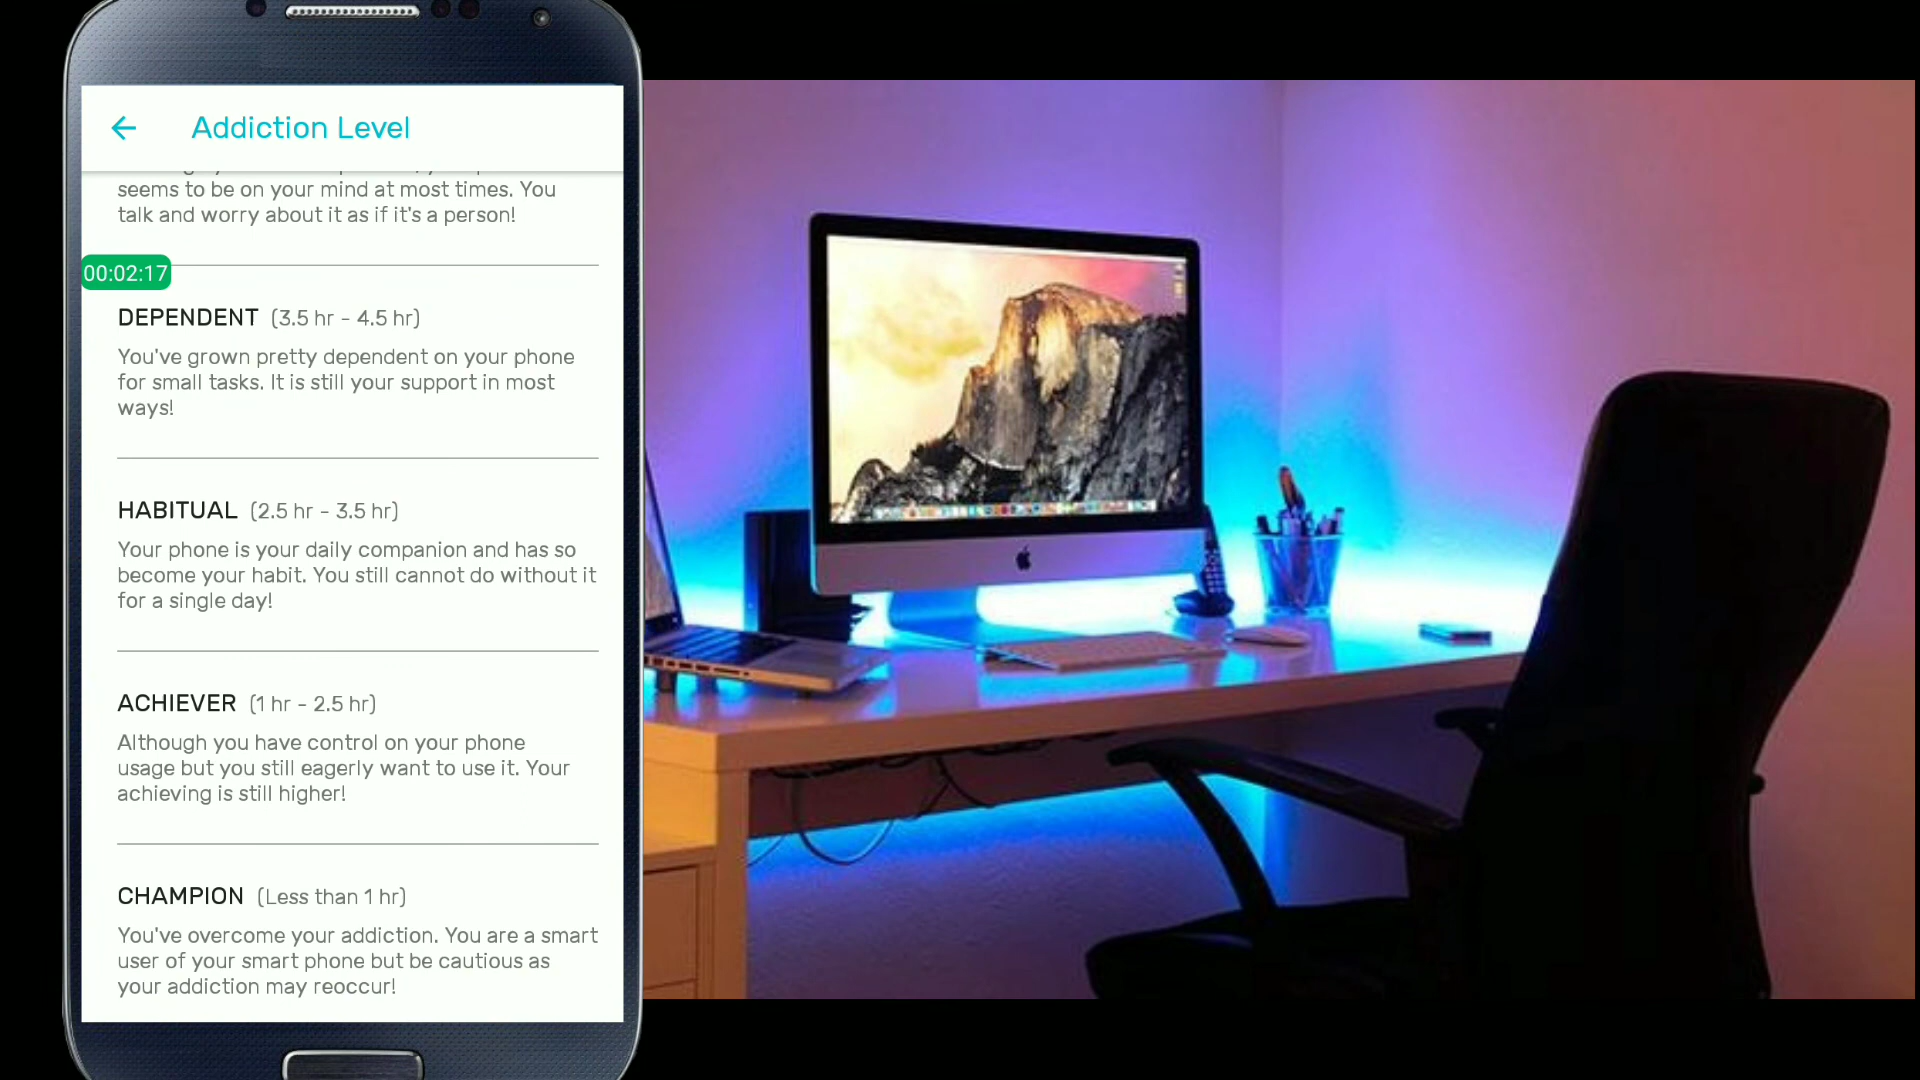 Addiction Level
seems to be on your mind at most times. You
talk and worry about it as if it's a person!
00:02:17
DEPENDENT (3.5 hr - 4.5 hr)
You've grown pretty dependent on your phone
for small tasks. It is still your support in most
ways!
HABITUAL (2.5 hr - 3.5 hr)
Your phone is your daily companion and has so
become your habit. You still cannot do without it
for a single day!
ACHIEVER (1 hr - 2.5 hr)
Although you have control on your phone
usage but you still eagerly want to use it. Your
achieving is still higher!
CHAMPION (Less than 1 hr)
You've overcome your addiction. You are a smart
user of your smart phone but be cautious as
your addiction may reoccur!